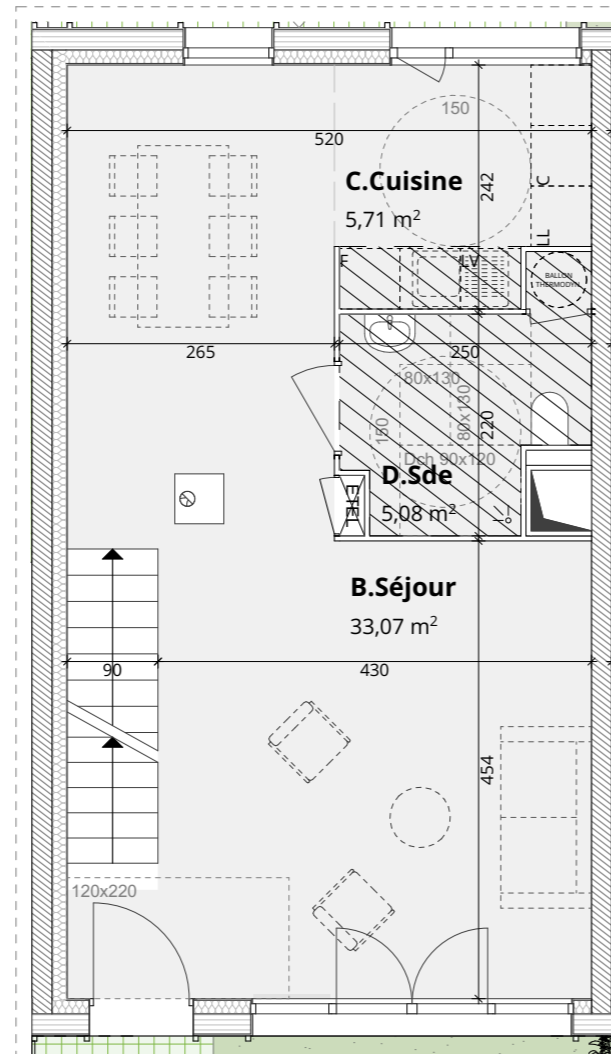 150
520
C.Cuisine
5,71 m²
242
C
LL
F
LV
BALLON
THERMODYN
265
250
80x130
80x130
150
220
Dch 90x120
D.Sde
5,08 m²
ETEL
B.Séjour
33,07 m²
90
430
454
120x220